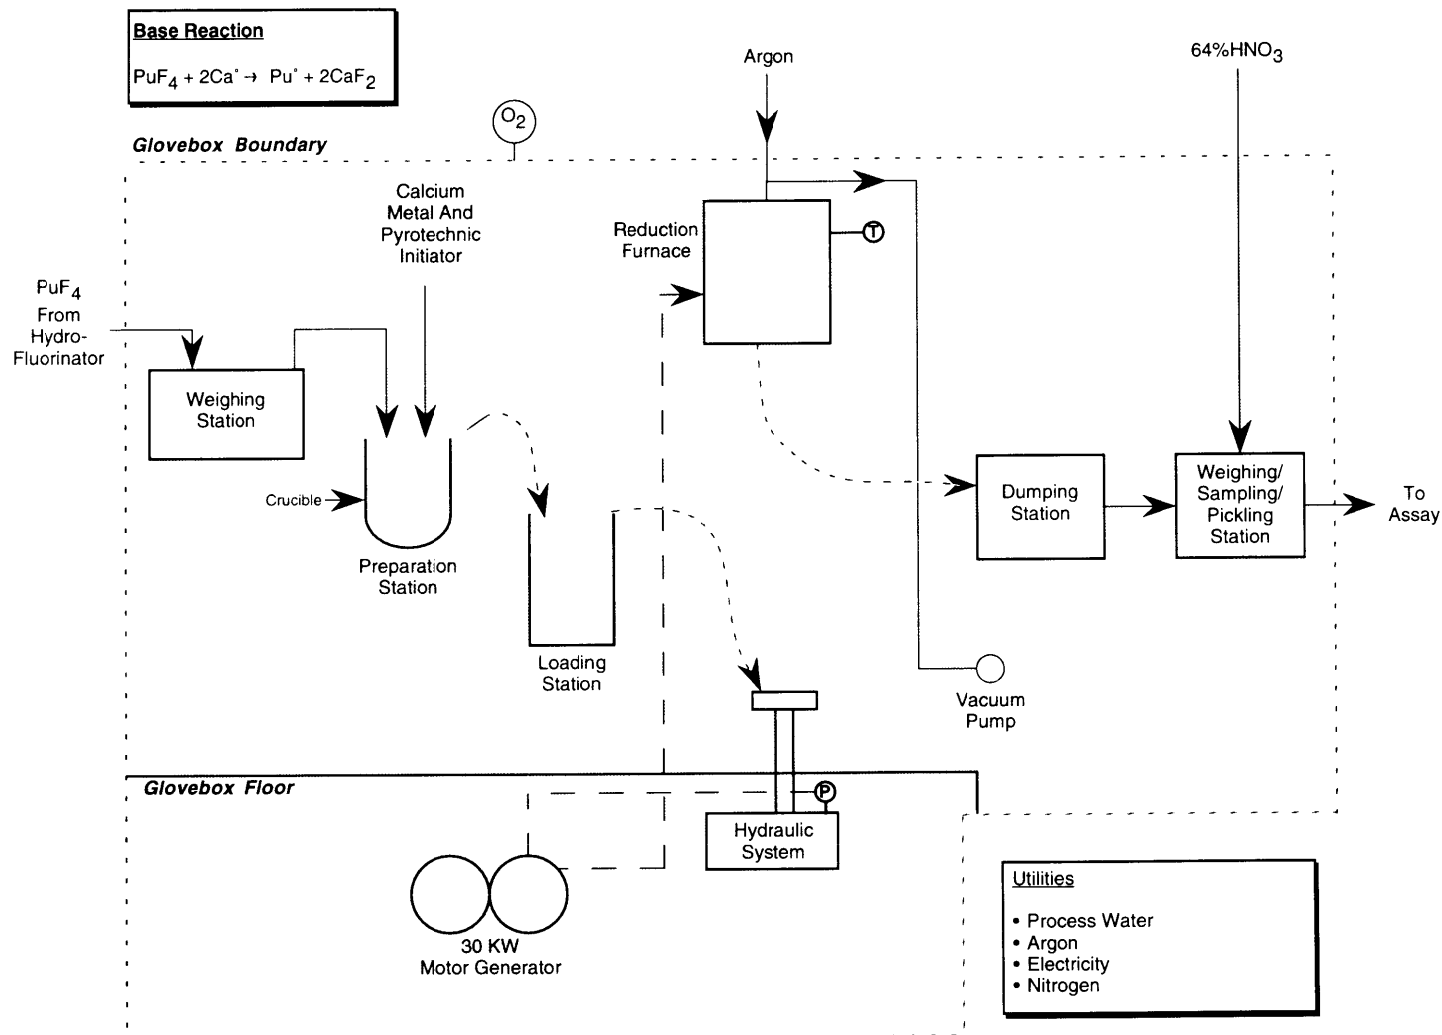 Base Reaction
PuF4 + 2Ca° → Pu° + 2CaF2
Argon
64%HNO3
O2
Glovebox Boundary
Calcium
Metal And
Pyrotechnic
Initiator
Reduction
Furnace
T
PuF4
From
Hydro-
Fluorinator
Weighing
Station
Crucible
Preparation
Station
Loading
Station
Dumping
Station
Weighing/
Sampling/
Pickling
Station
To
Assay
Vacuum
Pump
Glovebox Floor
P
Hydraulic
System
30 KW
Motor Generator
Utilities
• Process Water
• Argon
• Electricity
• Nitrogen